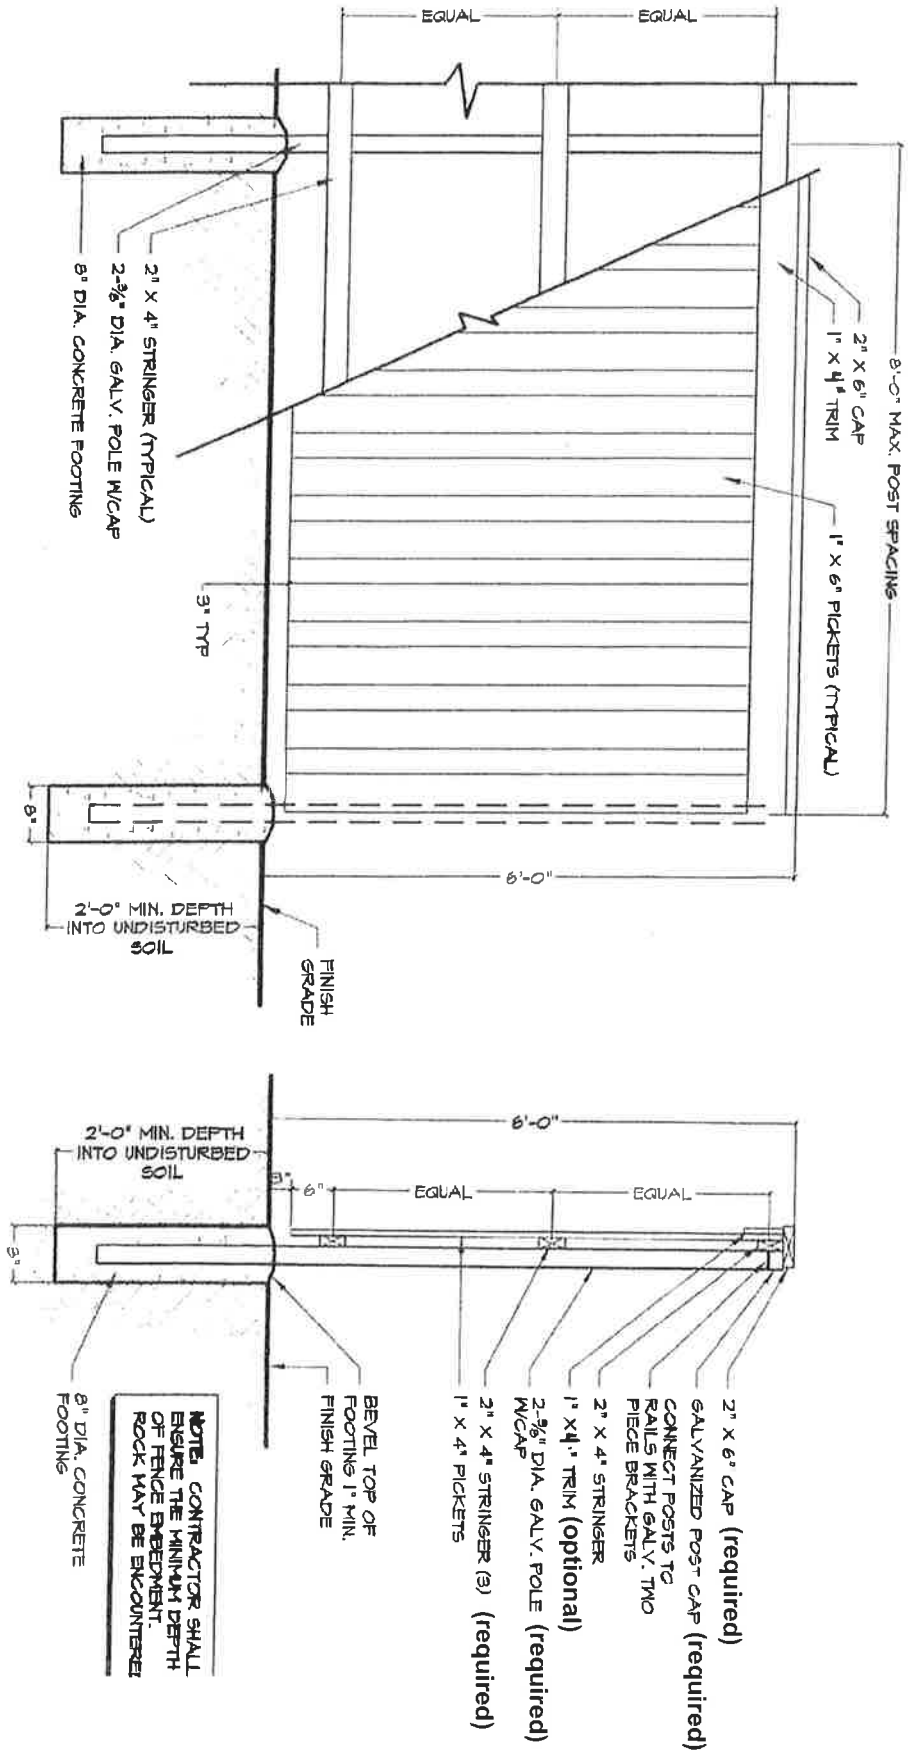 EQUAL
EQUAL
8'-0" MAX. POST SPACING
2" X 6" CAP
1" X 4" TRIM
1" X 6" PICKETS (TYPICAL)
2" X 4" STRINGER (TYPICAL)
2-3/8" DIA. GALV. POLE W/CAP
8" DIA. CONCRETE FOOTING
3" TYP
8"
6'-0"
2'-0" MIN. DEPTH
INTO UNDISTURBED
SOIL
FINISH
GRADE
6'-0"
2'-0" MIN. DEPTH
INTO UNDISTURBED
SOIL
3"
6"
EQUAL
EQUAL
2" X 6" CAP (required)
GALVANIZED POST CAP (required)
CONNECT POSTS TO
RAILS WITH GALV. TWO
PIECE BRACKETS
2" X 4" STRINGER
1" X 4" TRIM (optional)
2-3/8" DIA. GALV. POLE (required)
W/CAP
2" X 4" STRINGER (3) (required)
1" X 4" PICKETS
BEVEL TOP OF
FOOTING 1" MIN.
FINISH GRADE
8" DIA. CONCRETE
FOOTING
NOTE: CONTRACTOR SHALL
ENSURE THE MINIMUM DEPTH
OF FENCE EMBEDMENT.
ROCK MAY BE ENCOUNTERE